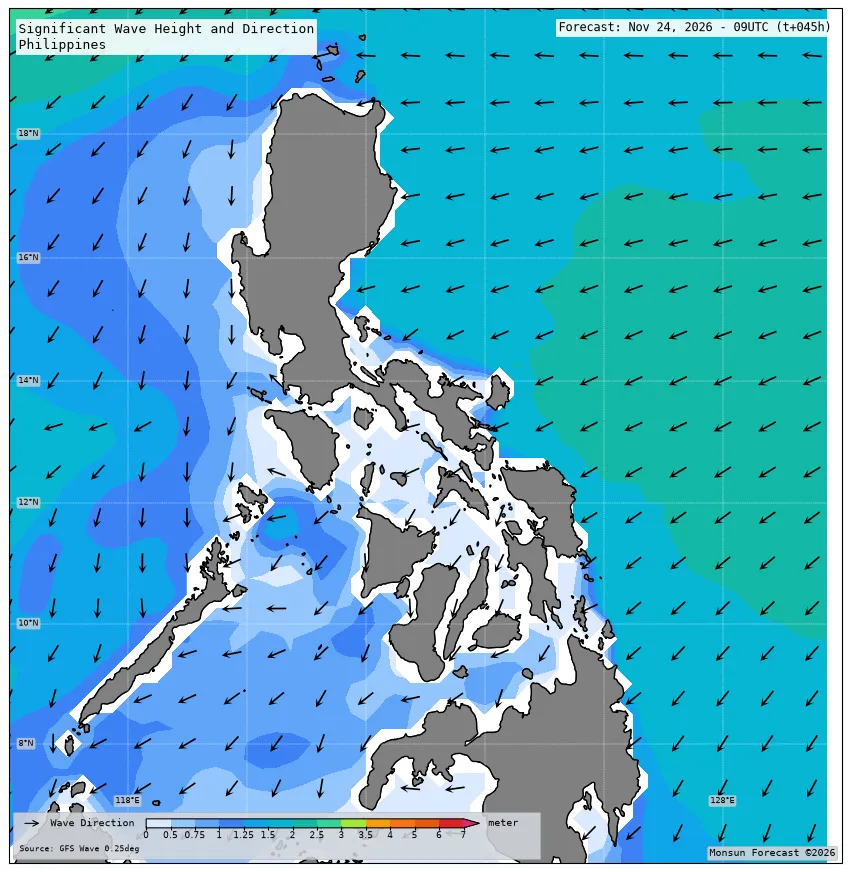 Significant Wave Height and Direction
Philippines
Forecast: Nov 24, 2026 - 09UTC (t+045h)
18°N
16°N
14°N
12°N
10°N
8°N
118°E
128°E
Wave Direction
0 0.5 0.75 1 1.25 1.5 2 2.5 3 3.5 4 5 6 7
meter
Source: GFS Wave 0.25deg
Monsun Forecast ©2026